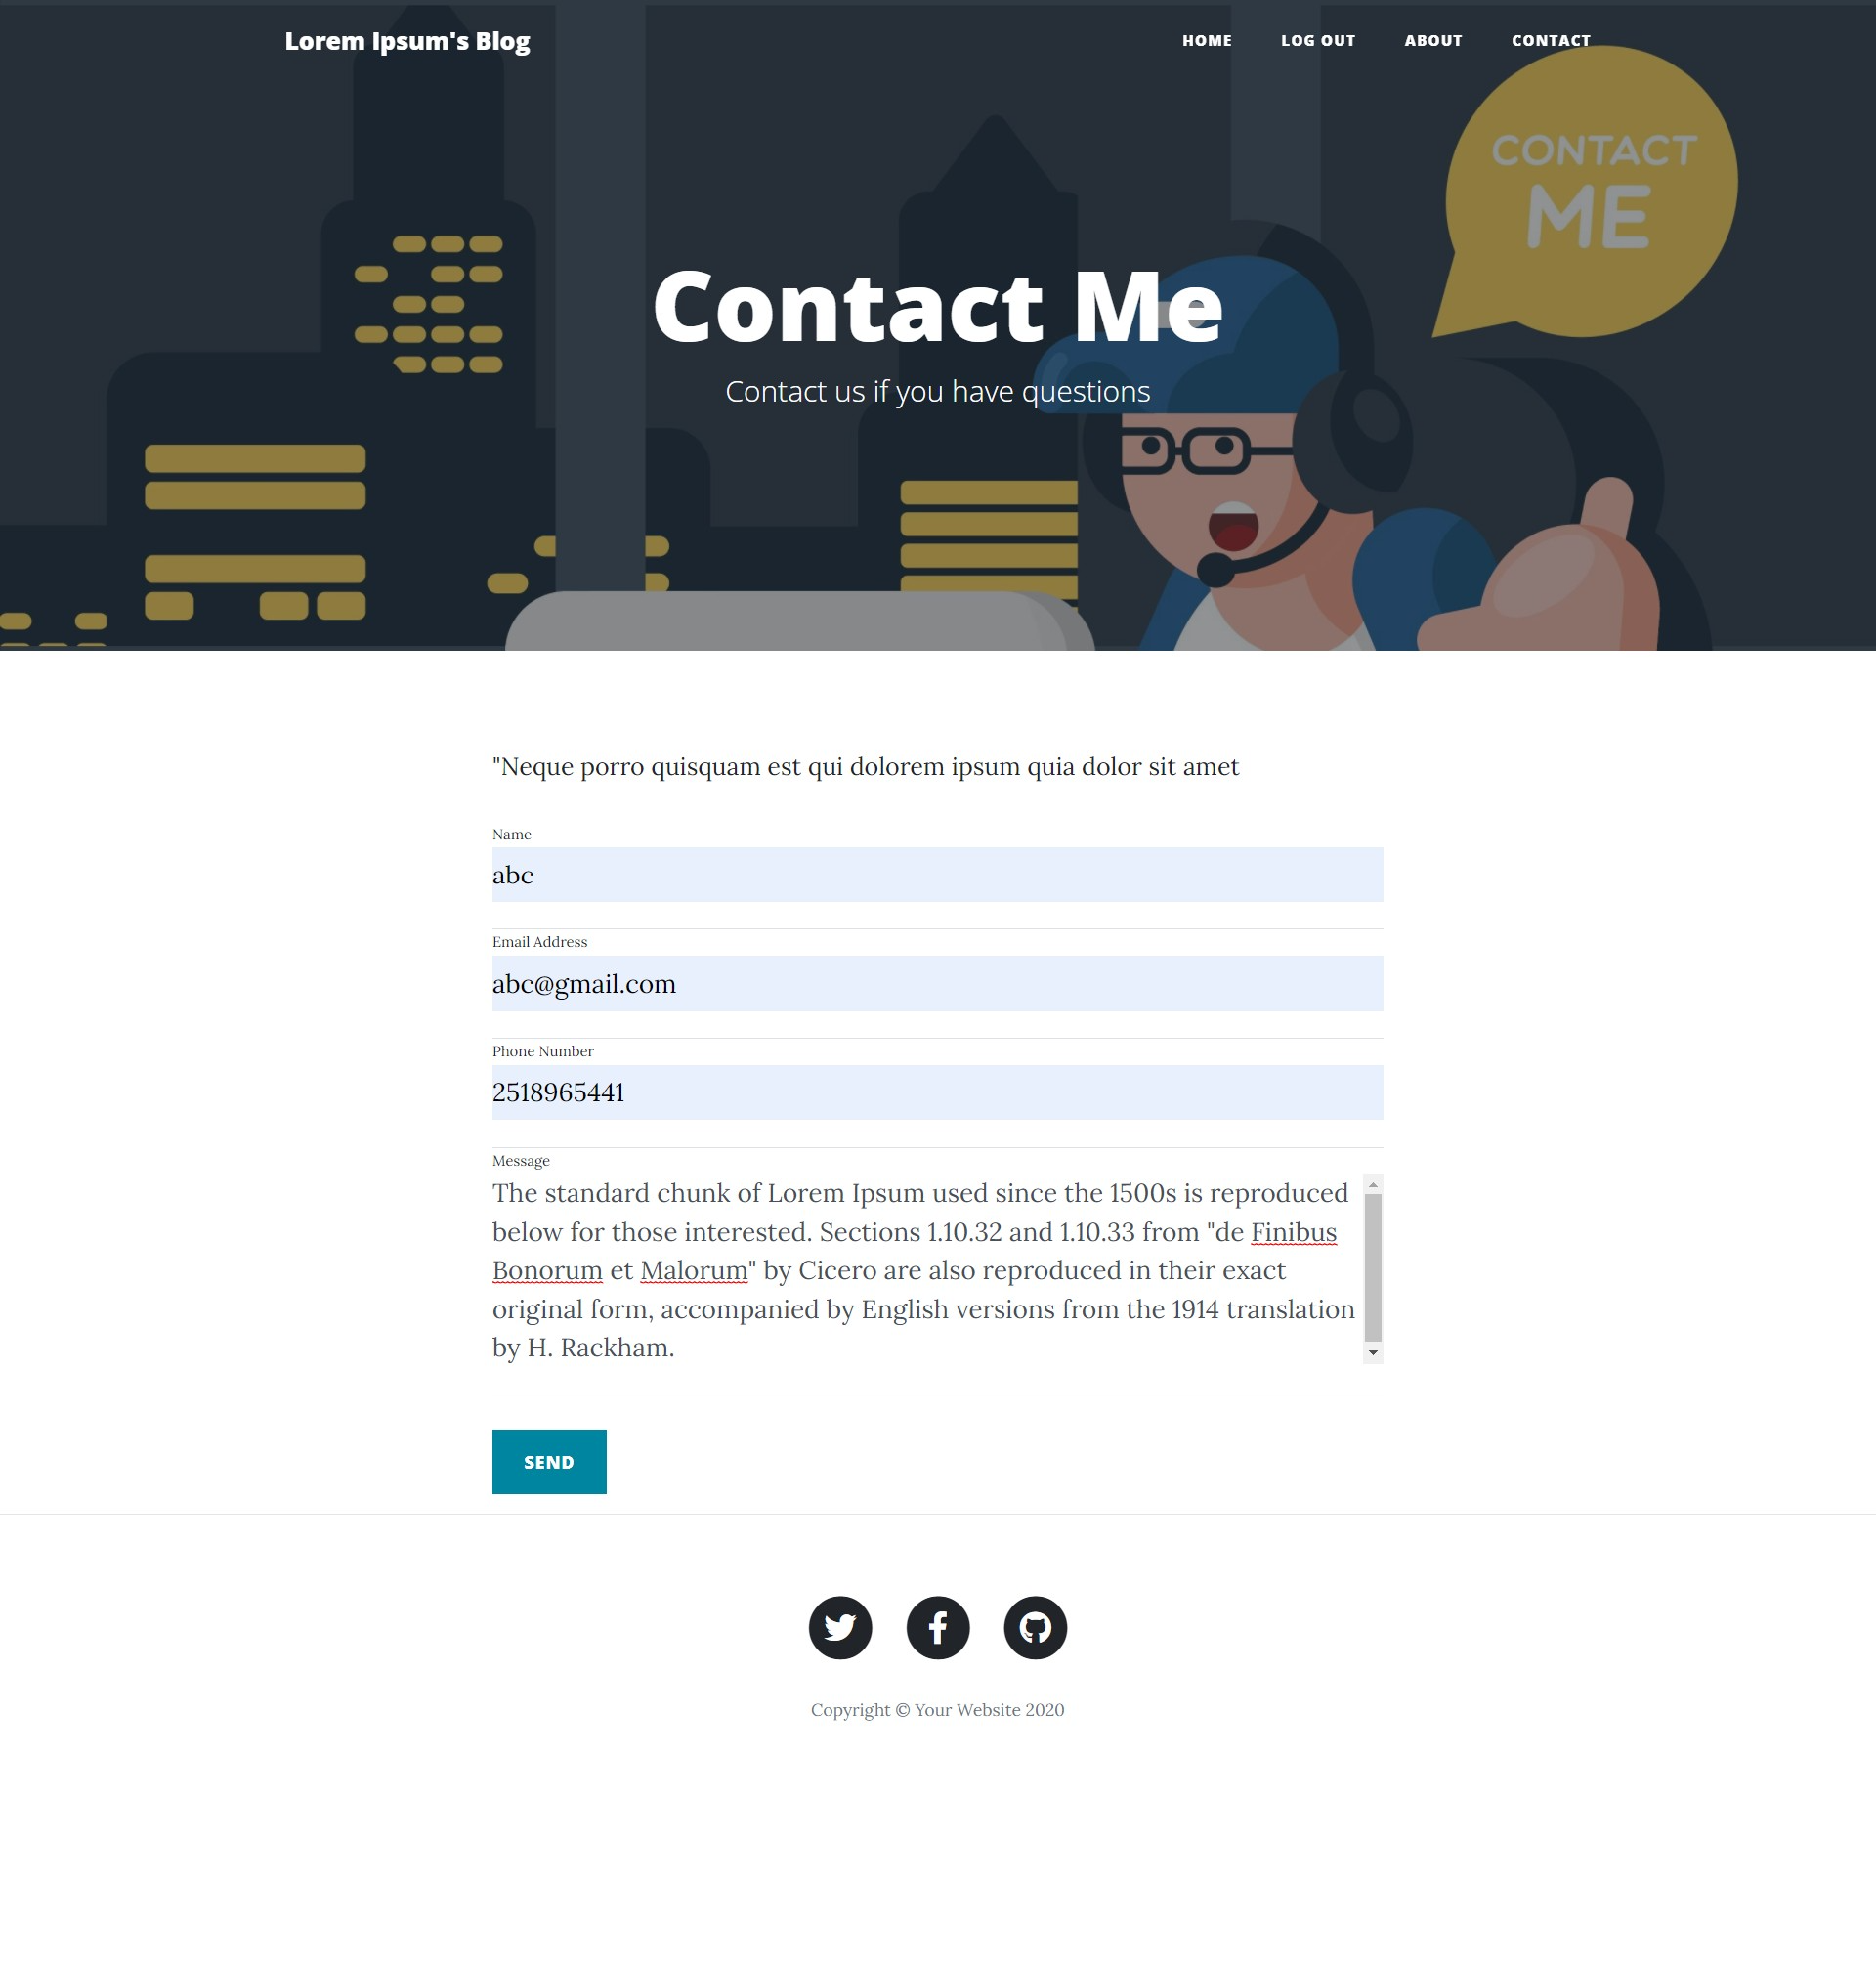 Lorem Ipsum's Blog
HOME LOG OUT ABOUT CONTACT
CONTACT
ME
Contact Me
Contact us if you have questions
"Neque porro quisquam est qui dolorem ipsum quia dolor sit amet
Name
abc
Email Address
abc@gmail.com
Phone Number
2518965441
Message
The standard chunk of Lorem Ipsum used since the 1500s is reproduced
below for those interested. Sections 1.10.32 and 1.10.33 from "de Finibus
Bonorum et Malorum" by Cicero are also reproduced in their exact
original form, accompanied by English versions from the 1914 translation
by H. Rackham.
SEND
Copyright © Your Website 2020